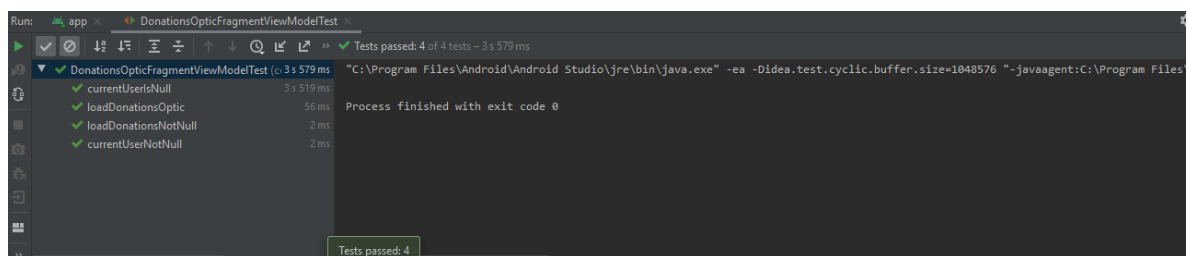 Run: app × DonationsOpticFragmentViewModelTest ×
» Tests passed: 4 of 4 tests – 3 s 579 ms
DonationsOpticFragmentViewModelTest (c 3 s 579 ms "C:\Program Files\Android\Android Studio\jre\bin\java.exe" -ea -Didea.test.cyclic.buffer.size=1048576 "-javaagent:C:\Program Files\
currentUserIsNull 3 s 519 ms
loadDonationsOptic 56 ms Process finished with exit code 0
loadDonationsNotNull 2 ms
currentUserNotNull 2 ms
Tests passed: 4